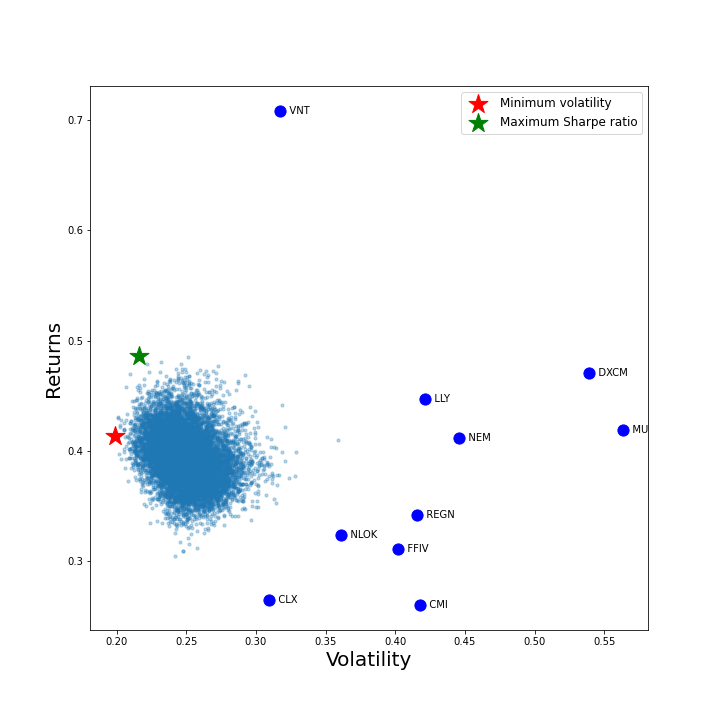 Minimum volatility
Maximum Sharpe ratio
VNT
0.7
0.6
0.5
0.4
0.3
Returns
DXCM
LLY
MU
NEM
REGN
NLOK
FFIV
CLX
CMI
0.20 0.25 0.30 0.35 0.40 0.45 0.50 0.55
Volatility